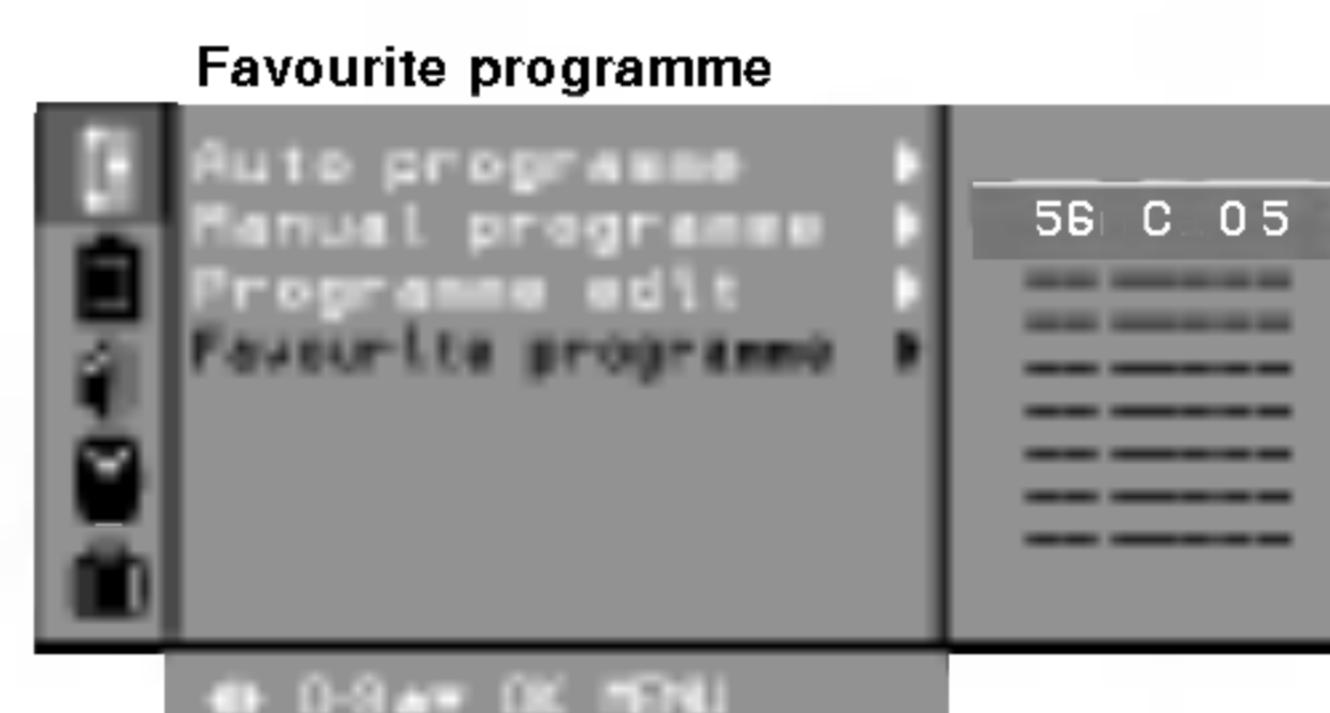 Favourite programme
Auto programme
Manual programme
Programme edit
Favourite programme
56 C 05
0-9 OK MENU